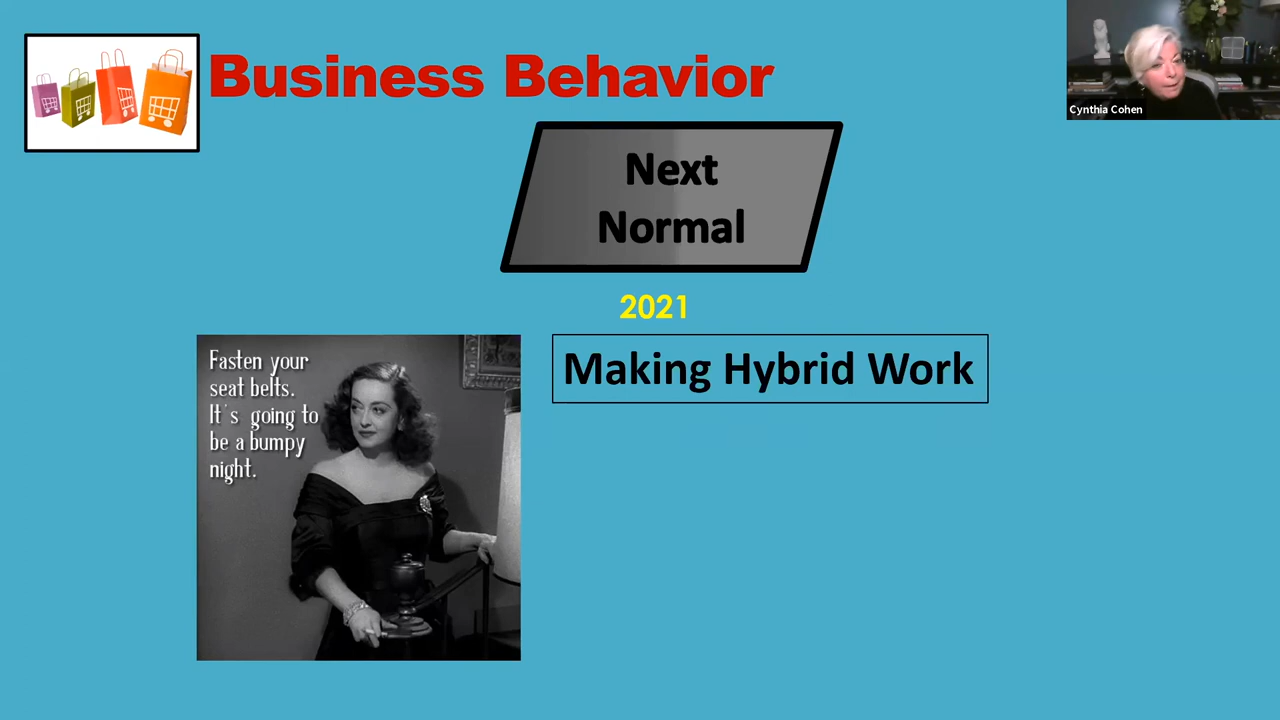 Business Behavior
Cynthia Cohen
Next
Normal
2021
Fasten your
seat belts.
It's going to
be a bumpy
night.
Making Hybrid Work